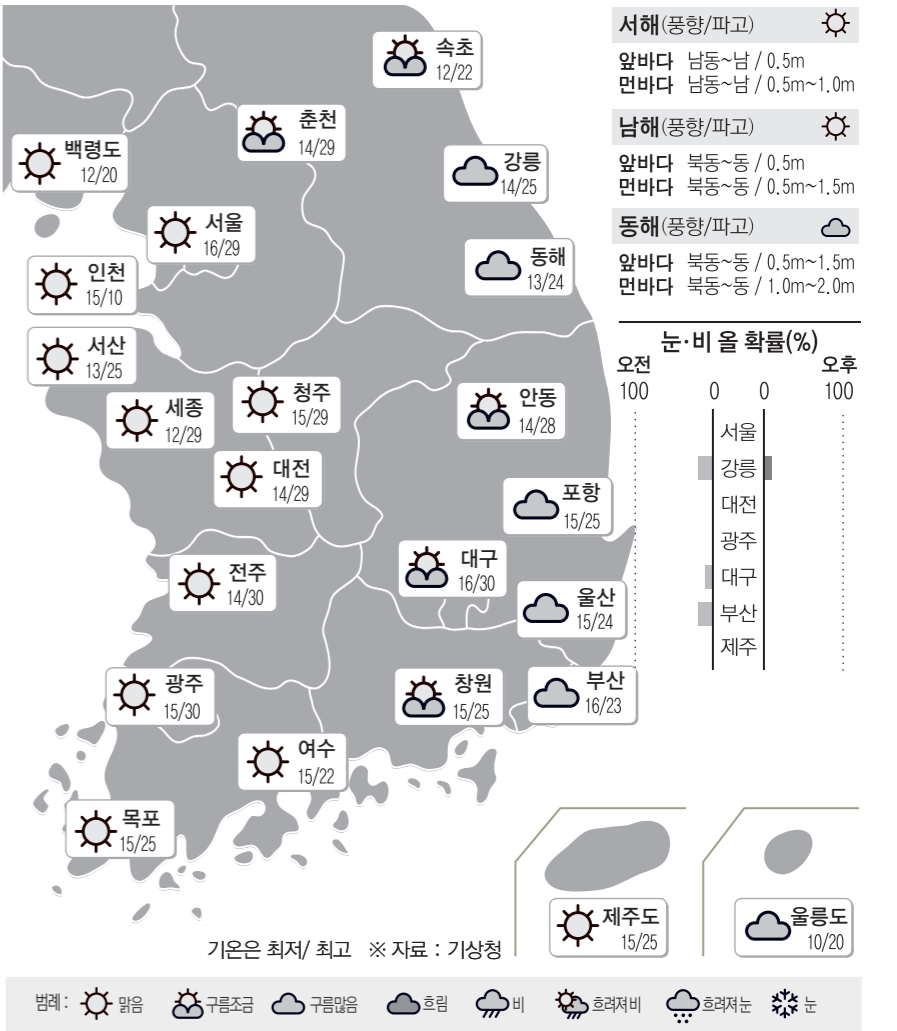 속초
12/22
춘천
14/29
백령도
12/20
강릉
14/25
서울
16/29
동해
13/24
인천
15/10
서산
13/25
청주
15/29
세종
12/29
안동
14/28
대전
14/29
포항
15/25
대구
16/30
전주
14/30
울산
15/24
광주
15/30
창원
15/25
부산
16/23
여수
15/22
목포
15/25
제주도
15/25
울릉도
10/20
기온은 최저/ 최고 ※ 자료 : 기상청
서해(풍향/파고)
앞바다 남동~남 / 0.5m
먼바다 남동~남 / 0.5m~1.0m
남해(풍향/파고)
앞바다 북동~동 / 0.5m
먼바다 북동~동 / 0.5m~1.5m
동해(풍향/파고)
앞바다 북동~동 / 0.5m~1.5m
먼바다 북동~동 / 1.0m~2.0m
눈·비 올 확률(%)
오전 오후
100 0 0 100
서울
강릉
대전
광주
대구
부산
제주
범례 : 맑음 구름조금 구름많음 흐림 비 흐려져 비 흐려져 눈 눈